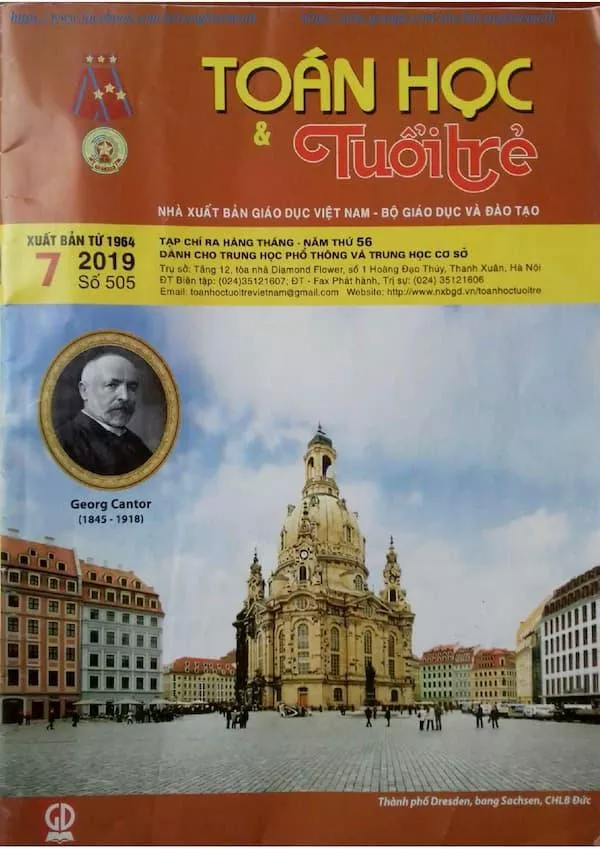 TOÁN HỌC
& Tuổi trẻ
NHÀ XUẤT BẢN GIÁO DỤC VIỆT NAM - BỘ GIÁO DỤC VÀ ĐÀO TẠO
XUẤT BẢN TỪ 1964
7 2019
Số 505
TẠP CHÍ RA HÀNG THÁNG - NĂM THỨ 56
DÀNH CHO TRUNG HỌC PHỔ THÔNG VÀ TRUNG HỌC CƠ SỞ
Trụ sở: Tầng 12, tòa nhà Diamond Flower, số 1 Hoàng Đạo Thúy, Thanh Xuân, Hà Nội
ĐT Biên tập: (024)35121607; ĐT - Fax Phát hành, Trị sự: (024) 35121606
Email: toanhoctuoitrevietnam@gmail.com Website: http://www.nxbgd.vn/toanhoctuoitre
Georg Cantor
(1845 - 1918)
Thành phố Dresden, bang Sachsen, CHLB Đức
GD